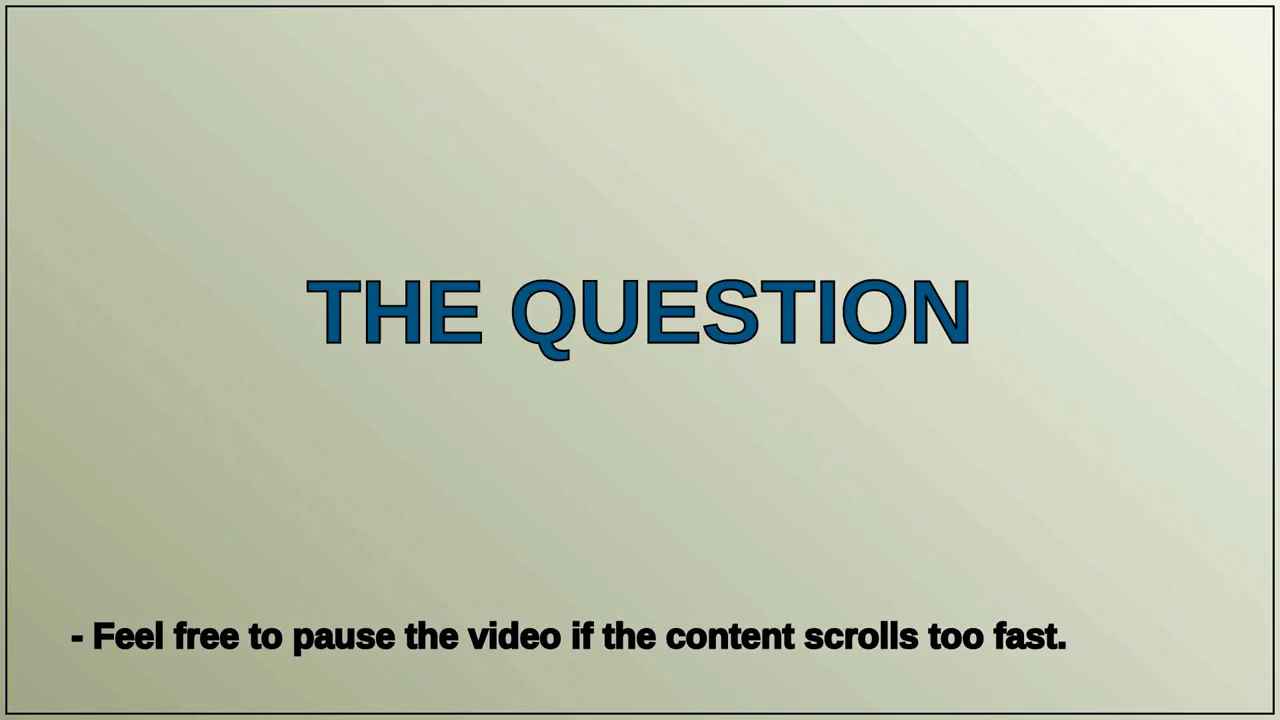 THE QUESTION
- Feel free to pause the video if the content scrolls too fast.